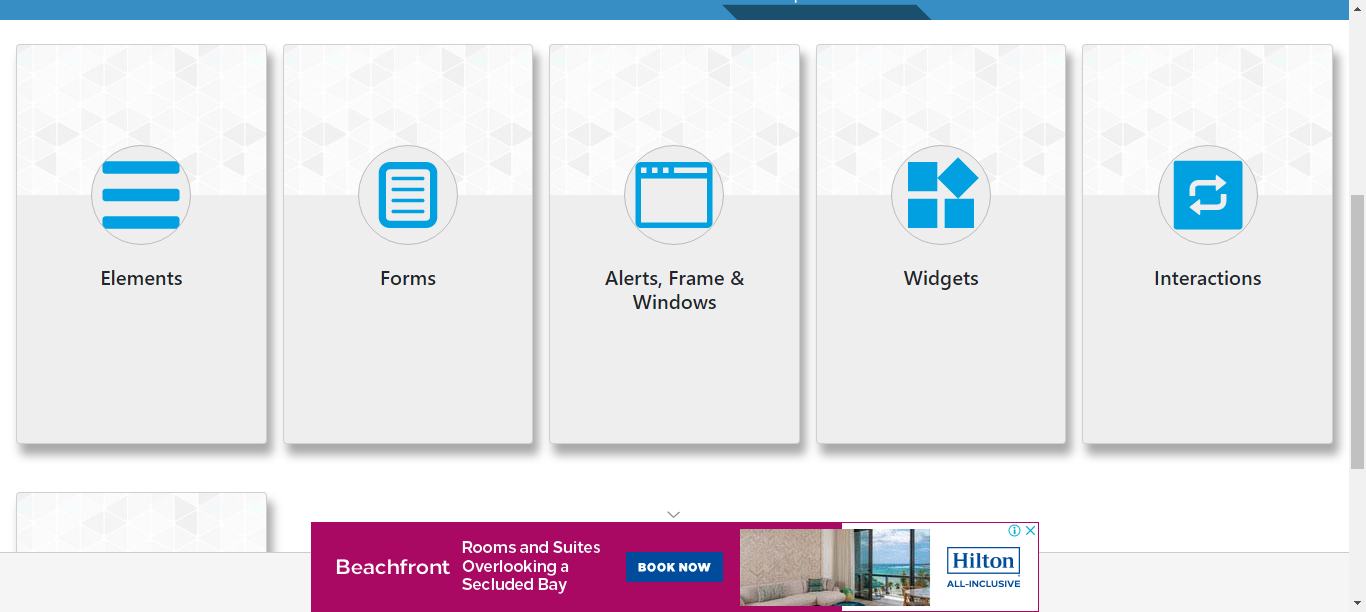 Elements
Forms
Alerts, Frame &
Windows
Widgets
Interactions
Beachfront
Rooms and Suites
Overlooking a
Secluded Bay
BOOK NOW
Hilton
ALL-INCLUSIVE